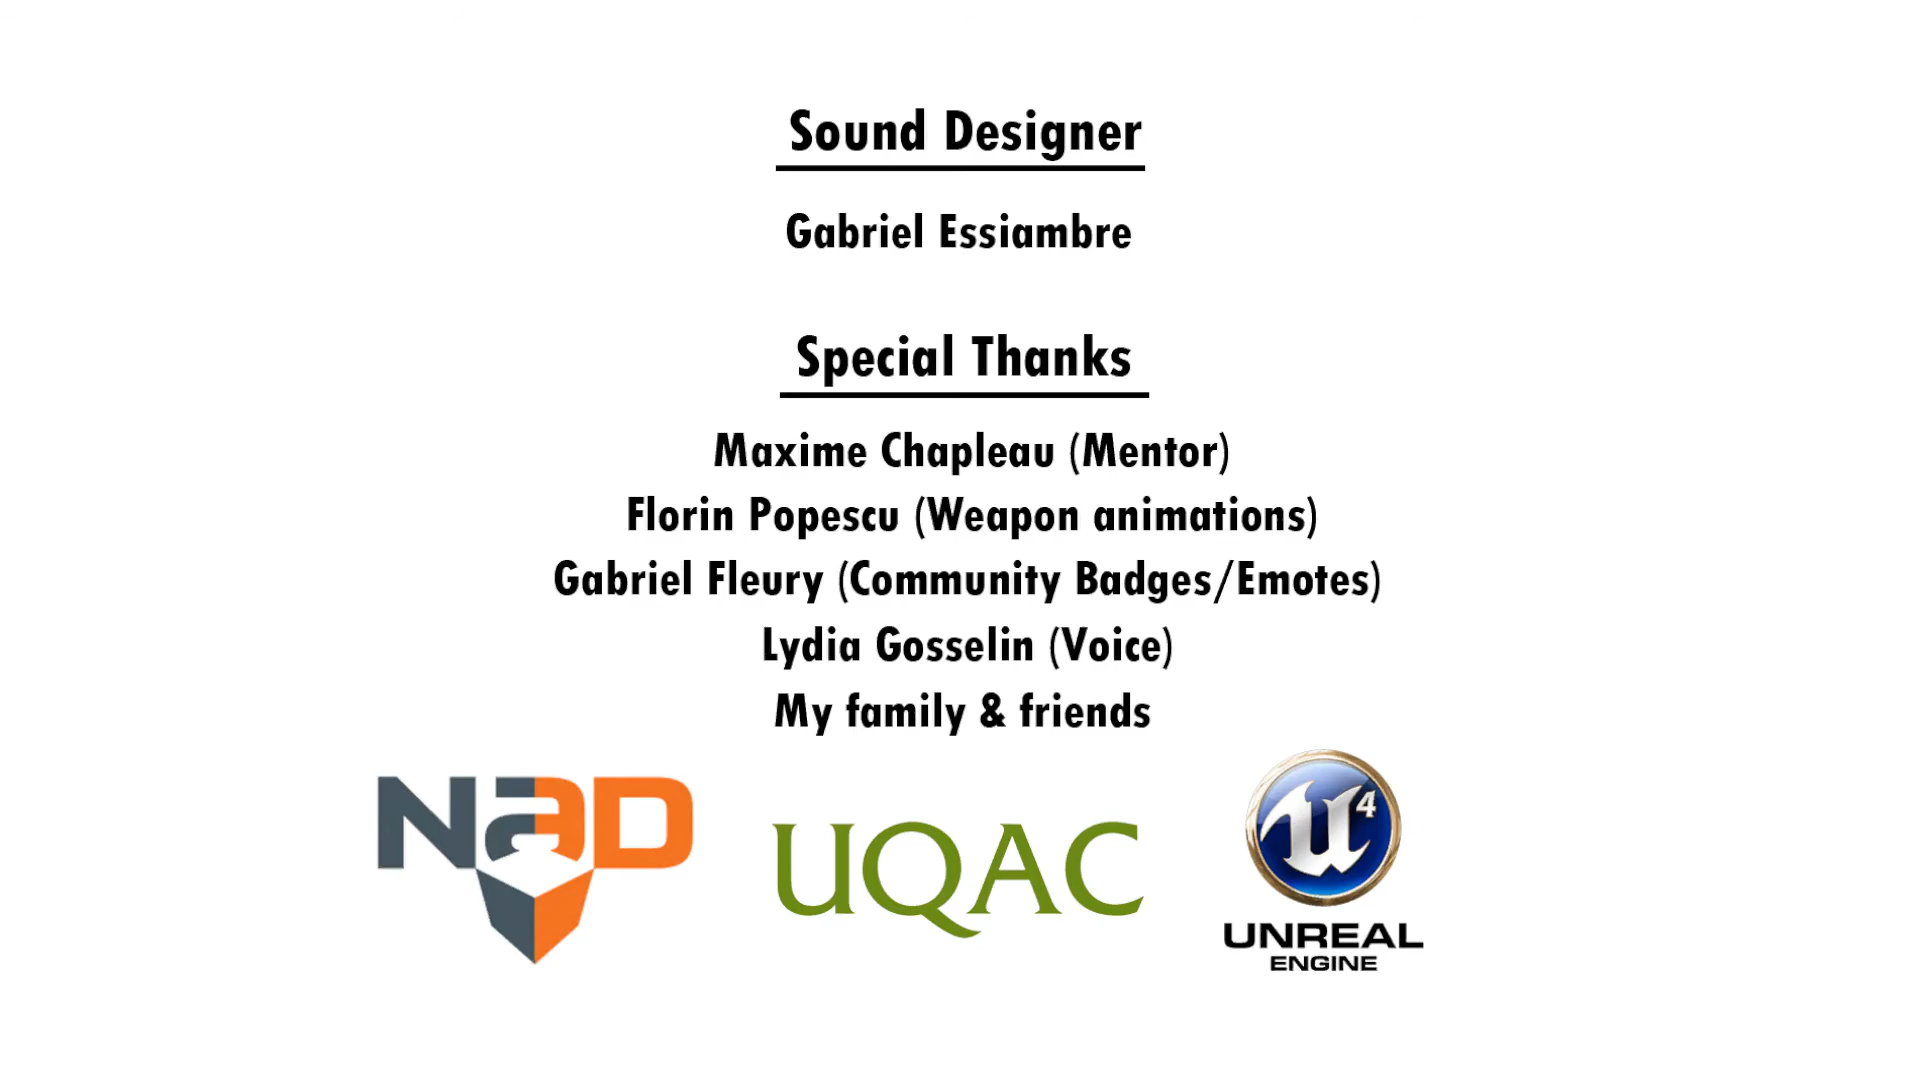 Sound Designer
Gabriel Essiambre
Special Thanks
Maxime Chapleau (Mentor)
Florin Popescu (Weapon animations)
Gabriel Fleury (Community Badges/Emotes)
Lydia Gosselin (Voice)
My family & friends
NAD
UQAC
U4
UNREAL
ENGINE